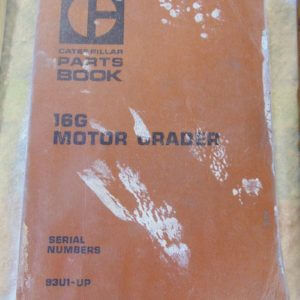 CATERPILLAR
PARTS
BOOK
16G
MOTOR GRADER
SERIAL
NUMBERS
93U1-UP